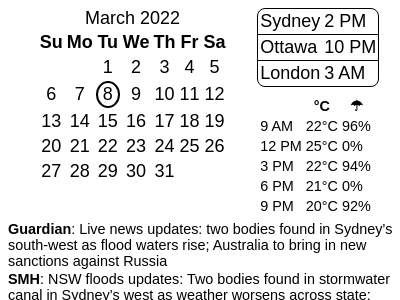 March 2022
Su Mo Tu We Th Fr Sa
1 2 3 4 5
6 7 8 9 10 11 12
13 14 15 16 17 18 19
20 21 22 23 24 25 26
27 28 29 30 31
Sydney 2 PM
Ottawa 10 PM
London 3 AM
°C ☂
9 AM 22°C 96%
12 PM 25°C 0%
3 PM 22°C 94%
6 PM 21°C 0%
9 PM 20°C 92%
Guardian: Live news updates: two bodies found in Sydney’s
south-west as flood waters rise; Australia to bring in new
sanctions against Russia
SMH: NSW floods updates: Two bodies found in stormwater
canal in Sydney’s west as weather worsens across state;